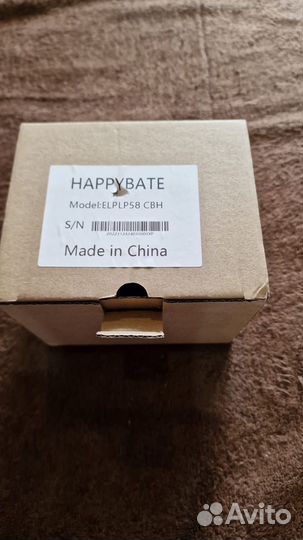 HAPPYBATE
Model:ELPLP58 CBH
S/N
Made in China
Avito